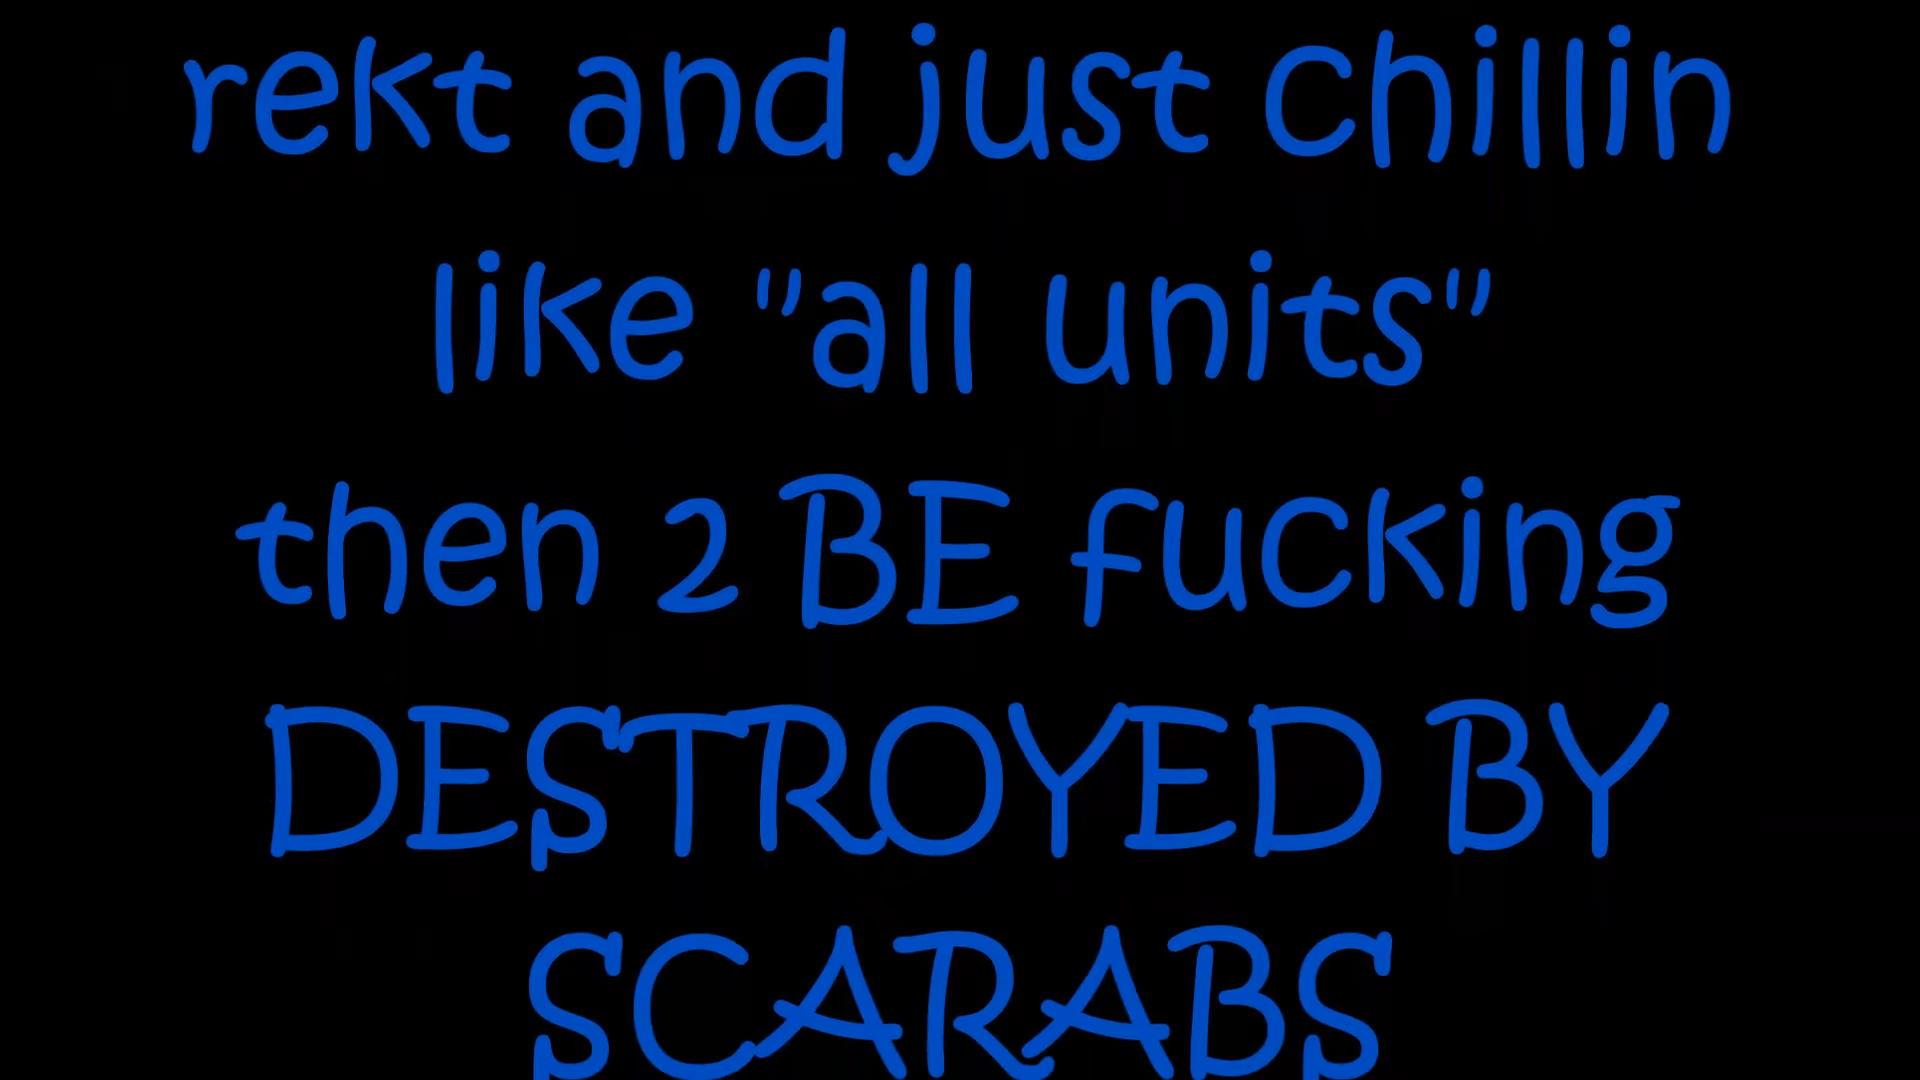 rekt and just chillin
like "all units"
then 2 BE fucking
DESTROYED BY
SCARABS